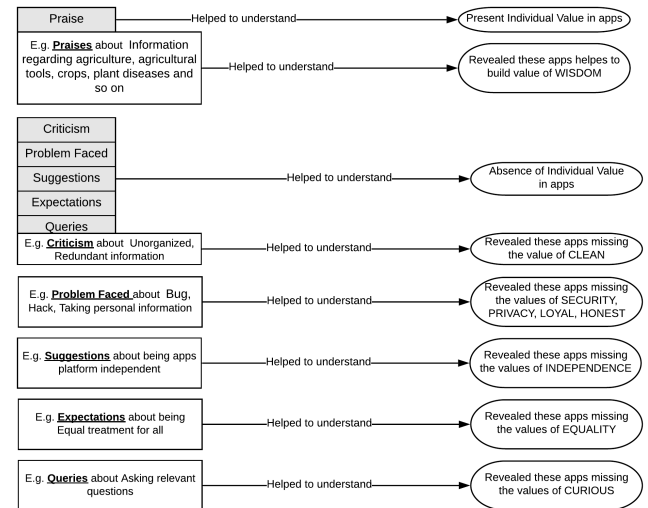 Praise
Helped to understand
Present Individual Value in apps
E.g. Praises about Information
regarding agriculture, agricultural
tools, crops, plant diseases and
so on
Helped to understand
Revealed these apps helps to
build value of WISDOM
Criticism
Problem Faced
Suggestions
Expectations
Queries
Helped to understand
Absence of Individual Value
in apps
E.g. Criticism about Unorganized,
Redundant information
Helped to understand
Revealed these apps missing
the value of CLEAN
E.g. Problem Faced about Bug,
Hack, Taking personal information
Helped to understand
Revealed these apps missing
the values of SECURITY,
PRIVACY, LOYAL, HONEST
E.g. Suggestions about being apps
platform independent
Helped to understand
Revealed these apps missing
the values of INDEPENDENCE
E.g. Expectations about being
Equal treatment for all
Helped to understand
Revealed these apps missing
the values of EQUALITY
E.g. Queries about Asking relevant
questions
Helped to understand
Revealed these apps missing
the values of CURIOUS